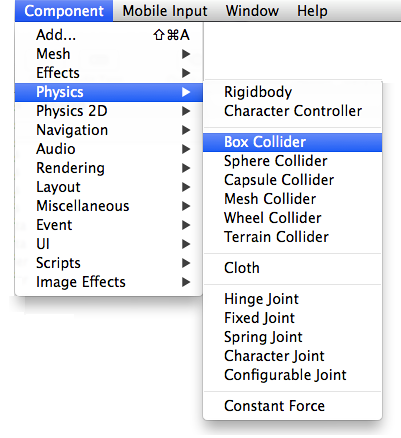 Component Mobile Input Window Help
Add... ⇧⌘A
Mesh
Effects
Physics
Physics 2D
Navigation
Audio
Rendering
Layout
Miscellaneous
Event
UI
Scripts
Image Effects
Rigidbody
Character Controller
Box Collider
Sphere Collider
Capsule Collider
Mesh Collider
Wheel Collider
Terrain Collider
Cloth
Hinge Joint
Fixed Joint
Spring Joint
Character Joint
Configurable Joint
Constant Force